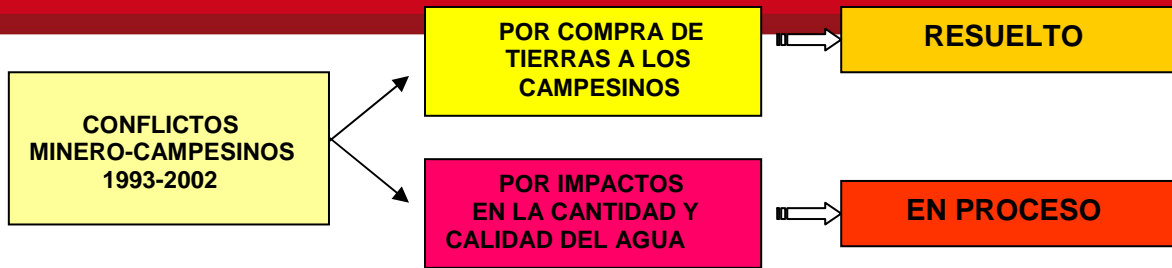 CONFLICTOS
MINERO-CAMPESINOS
1993-2002
POR COMPRA DE
TIERRAS A LOS
CAMPESINOS
RESUELTO
POR IMPACTOS
EN LA CANTIDAD Y
CALIDAD DEL AGUA
EN PROCESO